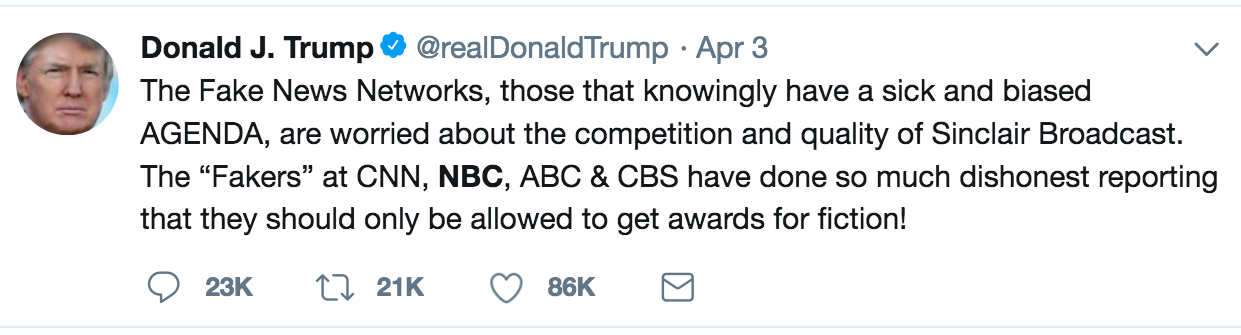 Donald J. Trump @realDonaldTrump · Apr 3
The Fake News Networks, those that knowingly have a sick and biased
AGENDA, are worried about the competition and quality of Sinclair Broadcast.
The “Fakers” at CNN, NBC, ABC & CBS have done so much dishonest reporting
that they should only be allowed to get awards for fiction!
23K 21K 86K